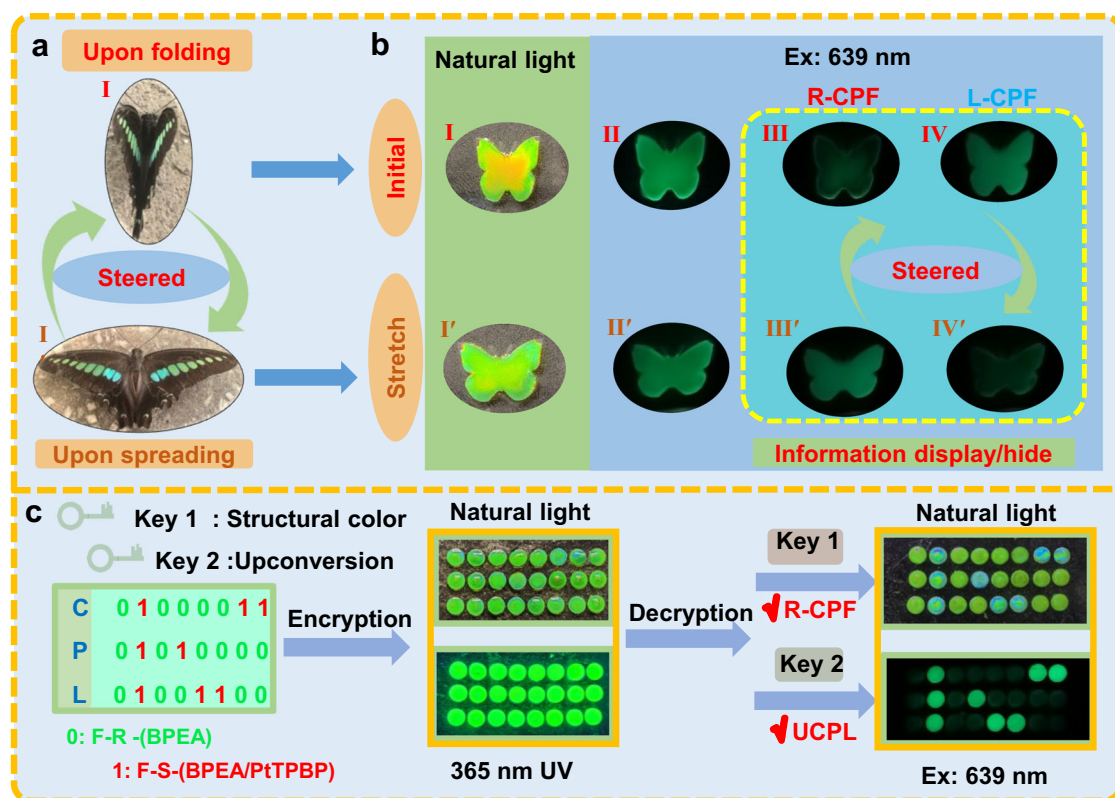 a
Upon folding
I
Steered
I
Upon spreading
b
Natural light
Ex: 639 nm
R-CPF
L-CPF
Initial
I
II
III
IV
Steered
Stretch
I′
II′
III′
IV′
Information display/hide
c
Key 1 : Structural color
Key 2 :Upconversion
C 0 1 0 0 0 0 1 1
P 0 1 0 1 0 0 0 0
L 0 1 0 0 1 1 0 0
0: F-R -(BPEA)
1: F-S-(BPEA/PtTPBP)
Encryption
Natural light
365 nm UV
Decryption
Key 1
R-CPF
Key 2
UCPL
Natural light
Ex: 639 nm